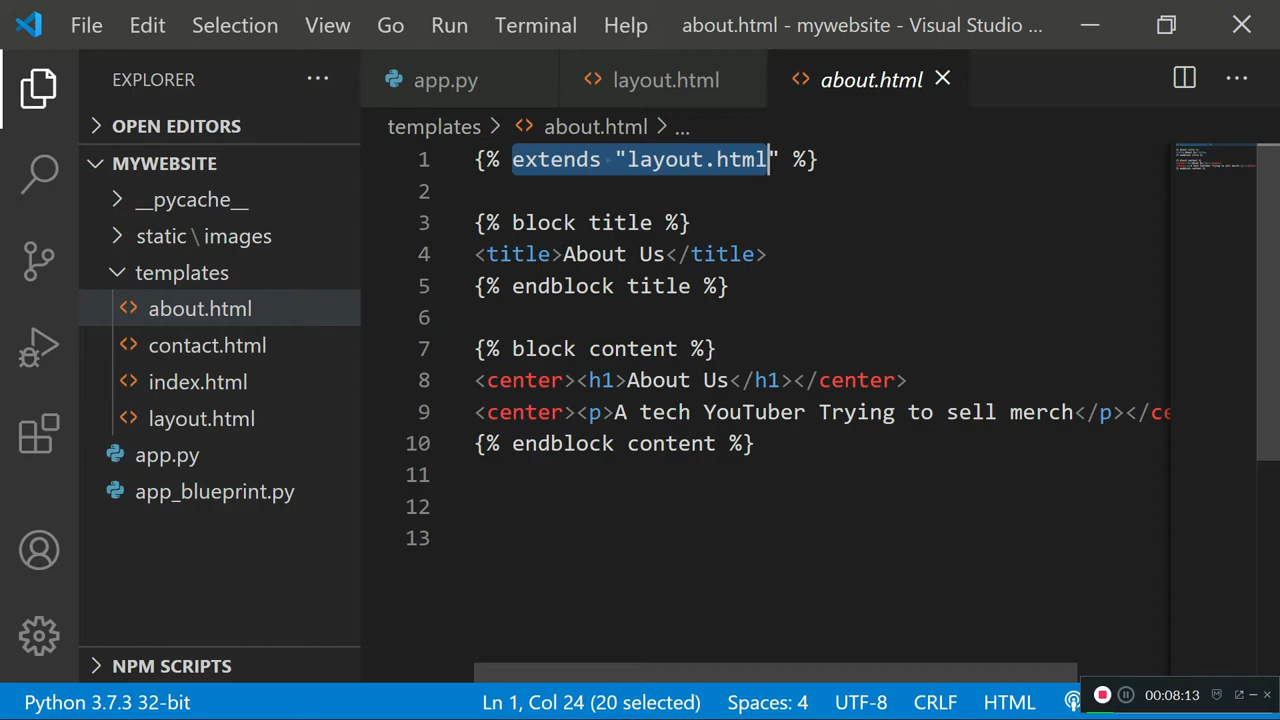 File Edit Selection View Go Run Terminal Help about.html - mywebsite - Visual Studio ...
EXPLORER ...
app.py
layout.html
about.html
OPEN EDITORS
MYWEBSITE
__pycache__
static\images
templates
about.html
contact.html
index.html
layout.html
app.py
app_blueprint.py
NPM SCRIPTS
templates > about.html > ...
1 {% extends "layout.html" %}
2
3 {% block title %}
4 <title>About Us</title>
5 {% endblock title %}
6
7 {% block content %}
8 <center><h1>About Us</h1></center>
9 <center><p>A tech YouTuber Trying to sell merch</p></ce
10 {% endblock content %}
11
12
13
Python 3.7.3 32-bit Ln 1, Col 24 (20 selected) Spaces: 4 UTF-8 CRLF HTML
00:08:13